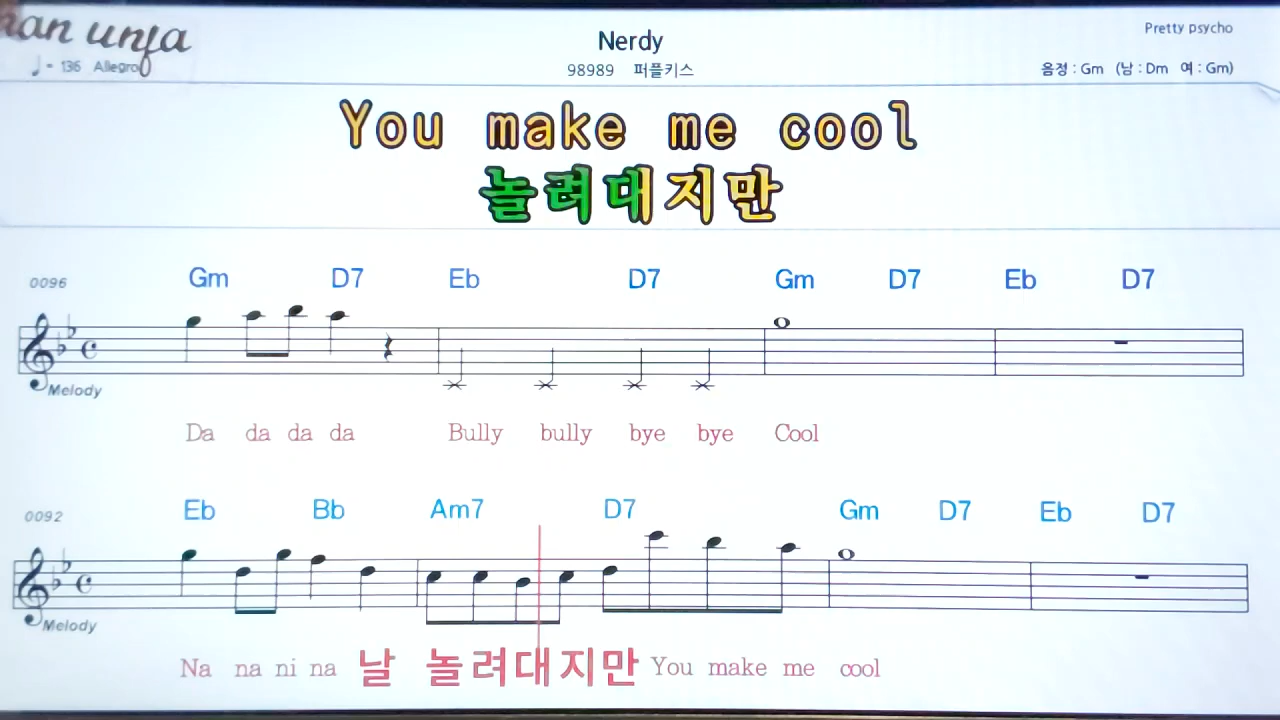 Pretty psycho
Nerdy
♩= 136 Allegro
98989 퍼플키스
음정 : Gm (남 : Dm 여 : Gm)
You make me cool
놀려대지만
0096 Gm D7 Eb D7 Gm D7 Eb D7
Melody
Da da da da Bully bully bye bye Cool
0092 Eb Bb Am7 D7 Gm D7 Eb D7
Melody
Na na ni na 날 놀려대지만 You make me cool